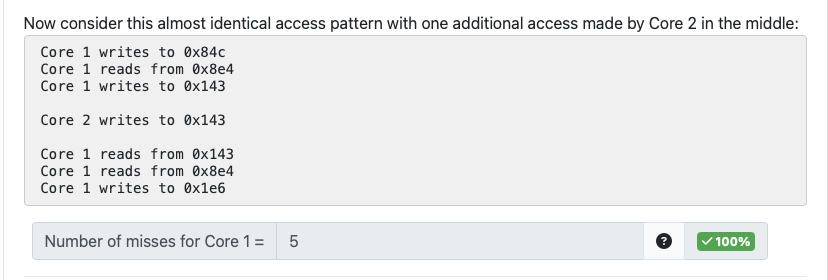 Now consider this almost identical access pattern with one additional access made by Core 2 in the middle:
Core 1 writes to 0x84c
Core 1 reads from 0x8e4
Core 1 writes to 0x143
Core 2 writes to 0x143
Core 1 reads from 0x143
Core 1 reads from 0x8e4
Core 1 writes to 0x1e6
Number of misses for Core 1 = 5 ? ✓ 100%